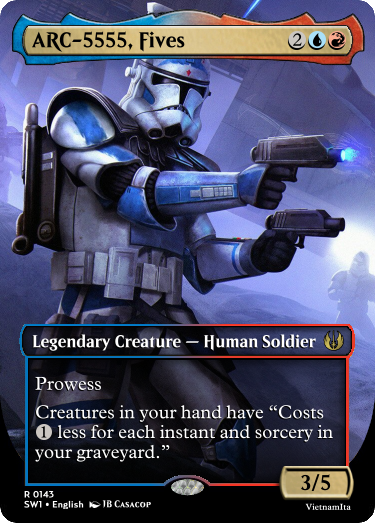 ARC-5555, Fives 2
Legendary Creature — Human Soldier
Prowess
Creatures in your hand have “Costs
1 less for each instant and sorcery in
your graveyard.”
3/5
R 0143
SW1 • English JB Casacop
VietnamIta